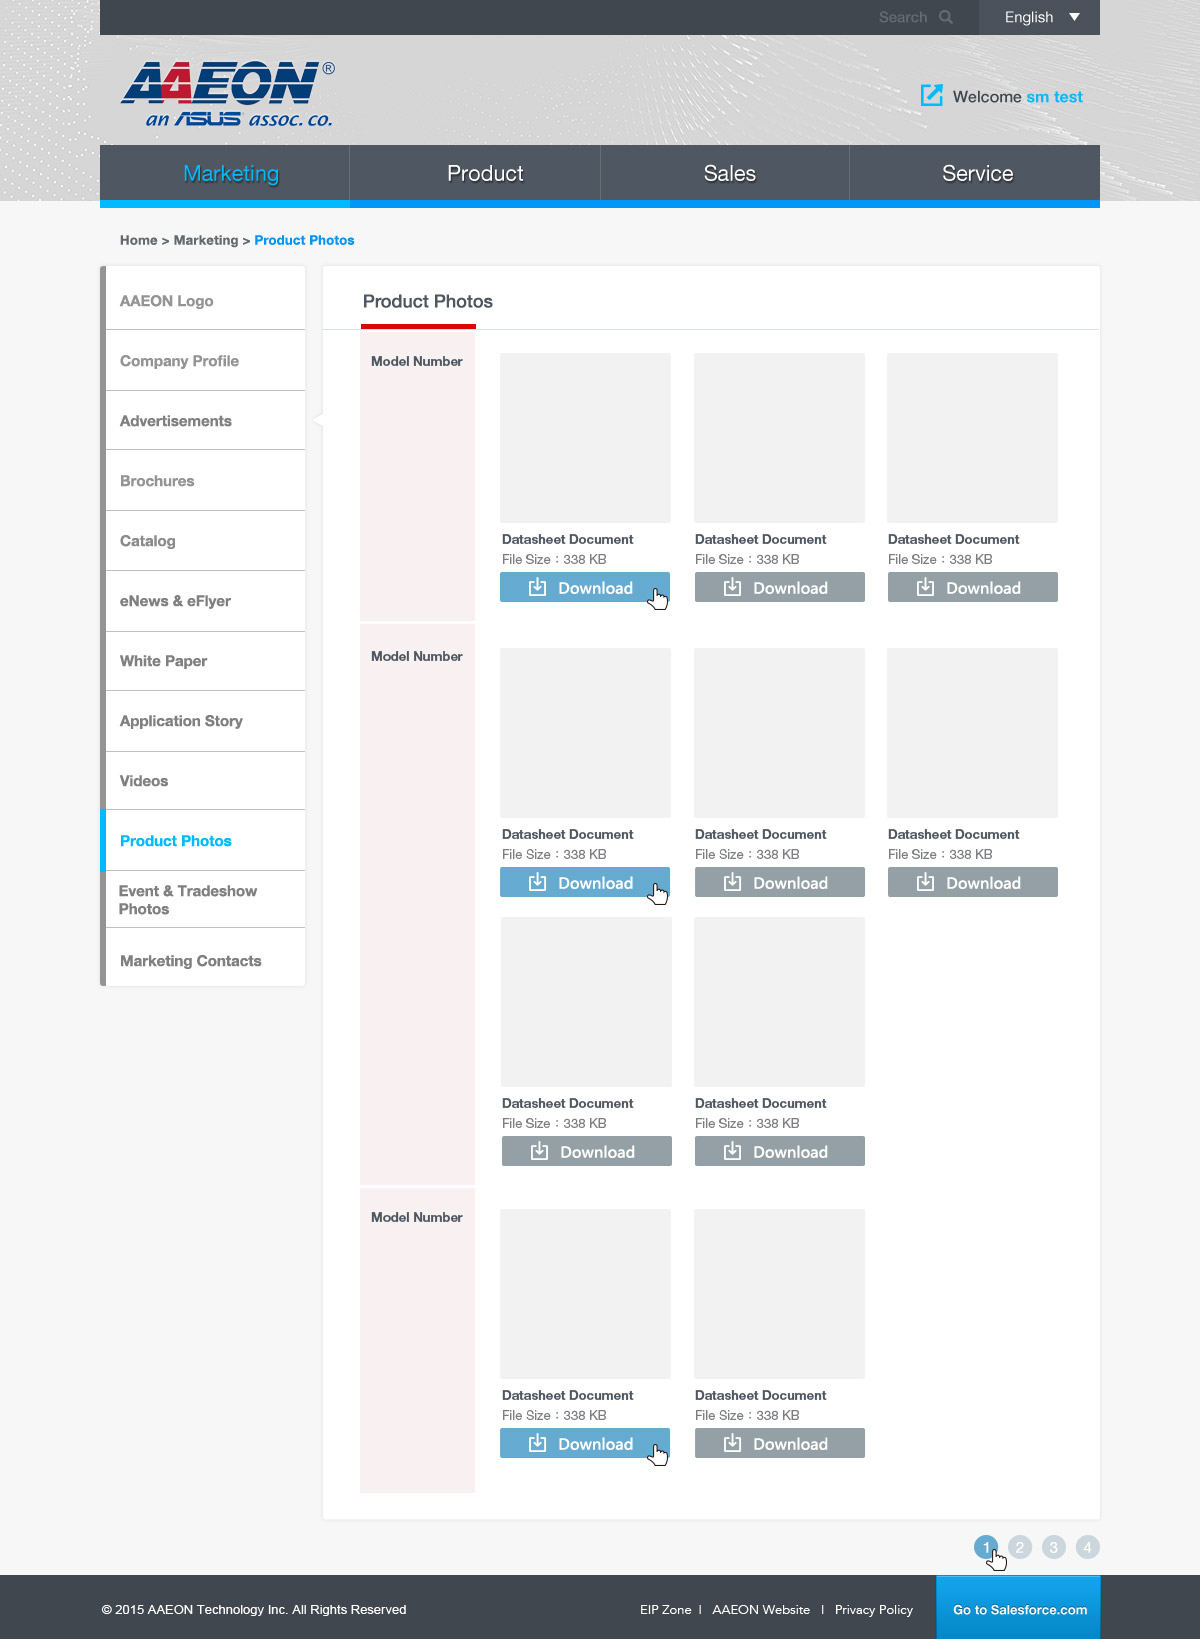 Search
English
AAEON®
an ASUS assoc. co.
Welcome sm test
Marketing
Product
Sales
Service
Home > Marketing > Product Photos
AAEON Logo
Company Profile
Advertisements
Brochures
Catalog
eNews & eFlyer
White Paper
Application Story
Videos
Product Photos
Event & Tradeshow
Photos
Marketing Contacts
Product Photos
Model Number
Datasheet Document
File Size : 338 KB
Download
Datasheet Document
File Size : 338 KB
Download
Datasheet Document
File Size : 338 KB
Download
Model Number
Datasheet Document
File Size : 338 KB
Download
Datasheet Document
File Size : 338 KB
Download
Datasheet Document
File Size : 338 KB
Download
Datasheet Document
File Size : 338 KB
Download
Datasheet Document
File Size : 338 KB
Download
Model Number
Datasheet Document
File Size : 338 KB
Download
Datasheet Document
File Size : 338 KB
Download
1 2 3 4
© 2015 AAEON Technology Inc. All Rights Reserved
EIP Zone | AAEON Website | Privacy Policy
Go to Salesforce.com